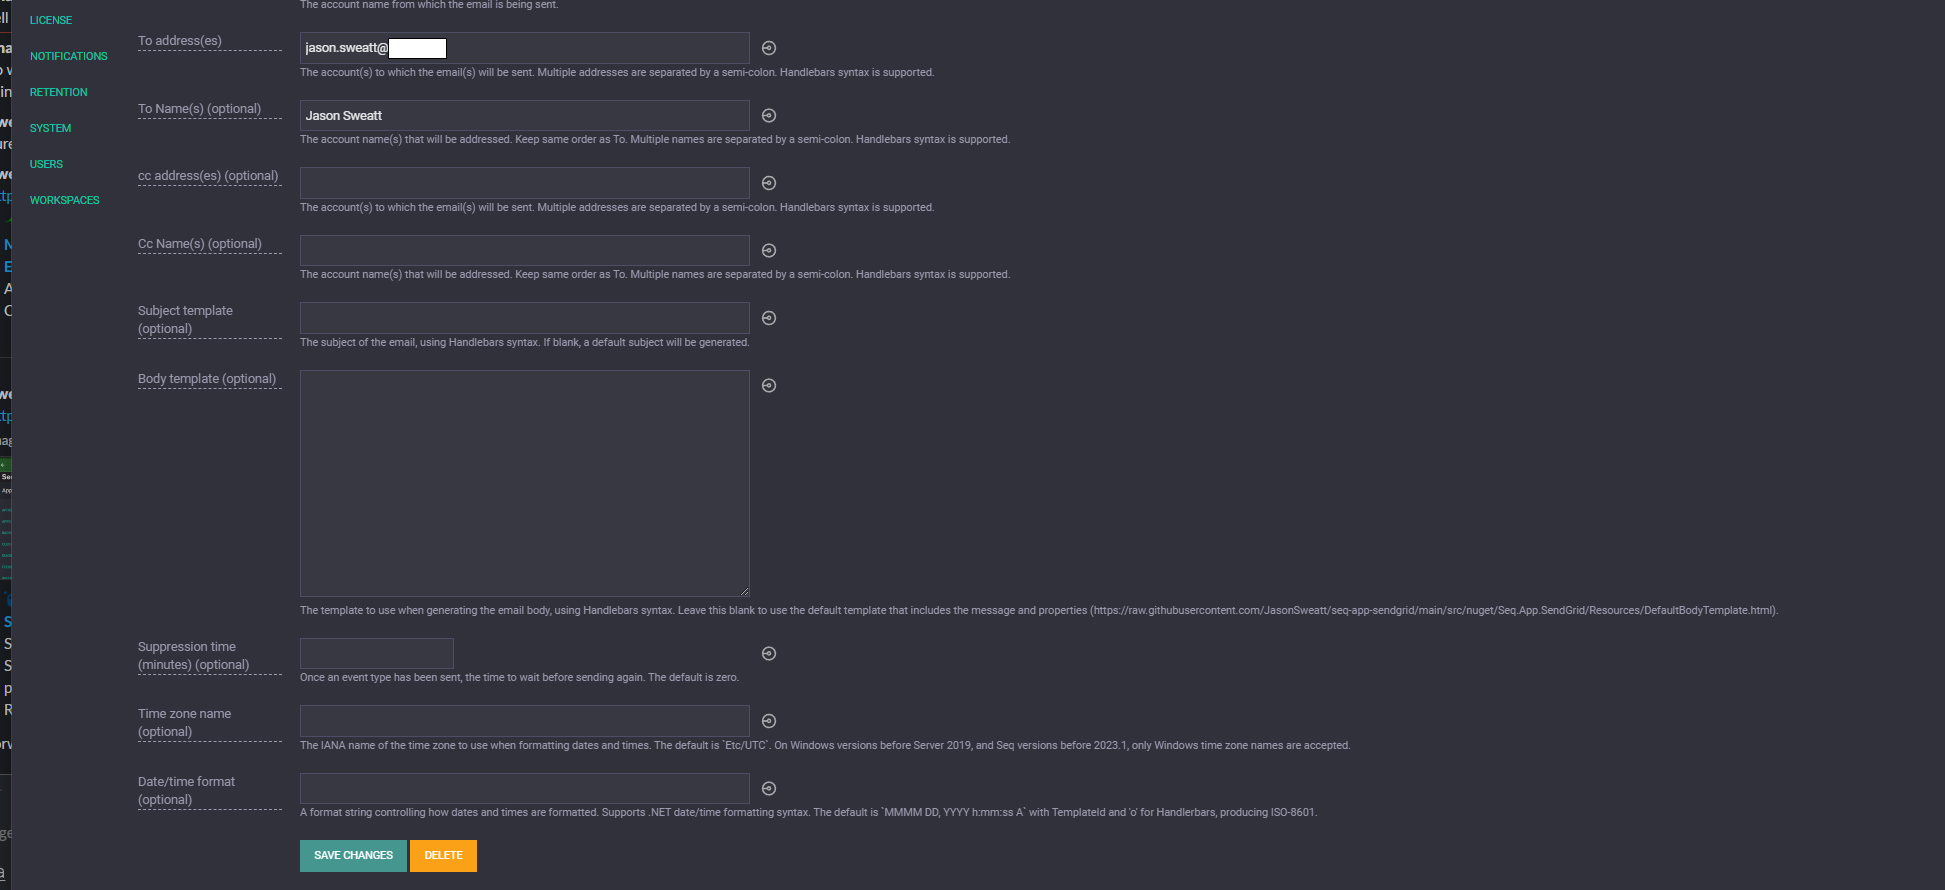 The account name from which the email is being sent.
LICENSE
NOTIFICATIONS
RETENTION
SYSTEM
USERS
WORKSPACES
To address(es)
jason.sweatt@
The account(s) to which the email(s) will be sent. Multiple addresses are separated by a semi-colon. Handlebars syntax is supported.
To Name(s) (optional)
Jason Sweatt
The account name(s) that will be addressed. Keep same order as To. Multiple names are separated by a semi-colon. Handlebars syntax is supported.
cc address(es) (optional)
The account(s) to which the email(s) will be sent. Multiple addresses are separated by a semi-colon. Handlebars syntax is supported.
Cc Name(s) (optional)
The account name(s) that will be addressed. Keep same order as To. Multiple names are separated by a semi-colon. Handlebars syntax is supported.
Subject template
(optional)
The subject of the email, using Handlebars syntax. If blank, a default subject will be generated.
Body template (optional)
The template to use when generating the email body, using Handlebars syntax. Leave this blank to use the default template that includes the message and properties (https://raw.githubusercontent.com/JasonSweatt/seq-app-sendgrid/main/src/nuget/Seq.App.SendGrid/Resources/DefaultBodyTemplate.html).
Suppression time
(minutes) (optional)
Once an event type has been sent, the time to wait before sending again. The default is zero.
Time zone name
(optional)
The IANA name of the time zone to use when formatting dates and times. The default is `Etc/UTC`. On Windows versions before Server 2019, and Seq versions before 2023.1, only Windows time zone names are accepted.
Date/time format
(optional)
A format string controlling how dates and times are formatted. Supports .NET date/time formatting syntax. The default is `MMMM DD, YYYY h:mm:ss A` with TemplateId and 'o' for Handlerbars, producing ISO-8601.
SAVE CHANGES
DELETE